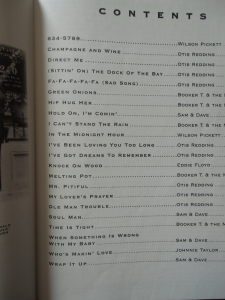 CONTENTS
634-5789 WILSON PICKETT
CHAMPAGNE AND WINE OTIS REDDING
DIRECT ME OTIS REDDING
(SITTIN' ON) THE DOCK OF THE BAY OTIS REDDING
FA-FA-FA-FA-FA (SAD SONG) OTIS REDDING
GREEN ONIONS BOOKER T. & THE M
HIP HUG HER BOOKER T. & THE M
HOLD ON, I'M COMIN' SAM & DAVE
I CAN'T STAND THE RAIN BOOKER T. & THE
IN THE MIDNIGHT HOUR WILSON PICKETT
I'VE BEEN LOVING YOU TOO LONG OTIS REDDING
I'VE GOT DREAMS TO REMEMBER OTIS REDDING
KNOCK ON WOOD EDDIE FLOYD
MELTING POT BOOKER T. & THE M
MR. PITIFUL OTIS REDDING
MY LOVER'S PRAYER OTIS REDDING
OLE MAN TROUBLE OTIS REDDING
SOUL MAN SAM & DAVE
TIME IS TIGHT BOOKER T. & THE M
WHEN SOMETHING IS WRONG
WITH MY BABY SAM & DAVE
WHO'S MAKIN' LOVE JOHNNIE TAYLOR
WRAP IT UP SAM & DAVE